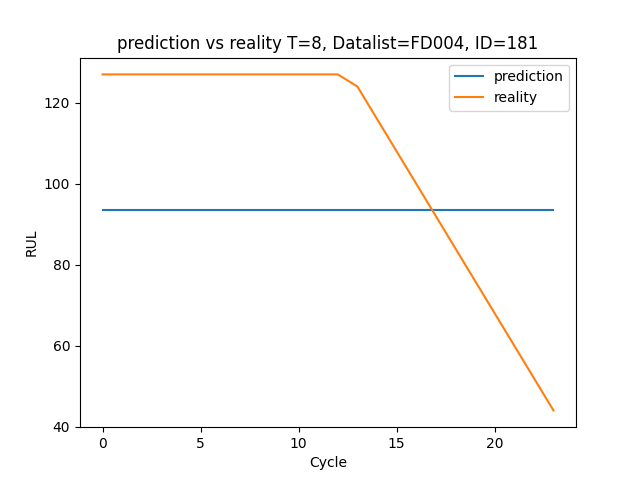 prediction vs reality T=8, Datalist=FD004, ID=181
prediction
reality
120
100
80
60
40
RUL
0 5 10 15 20
Cycle